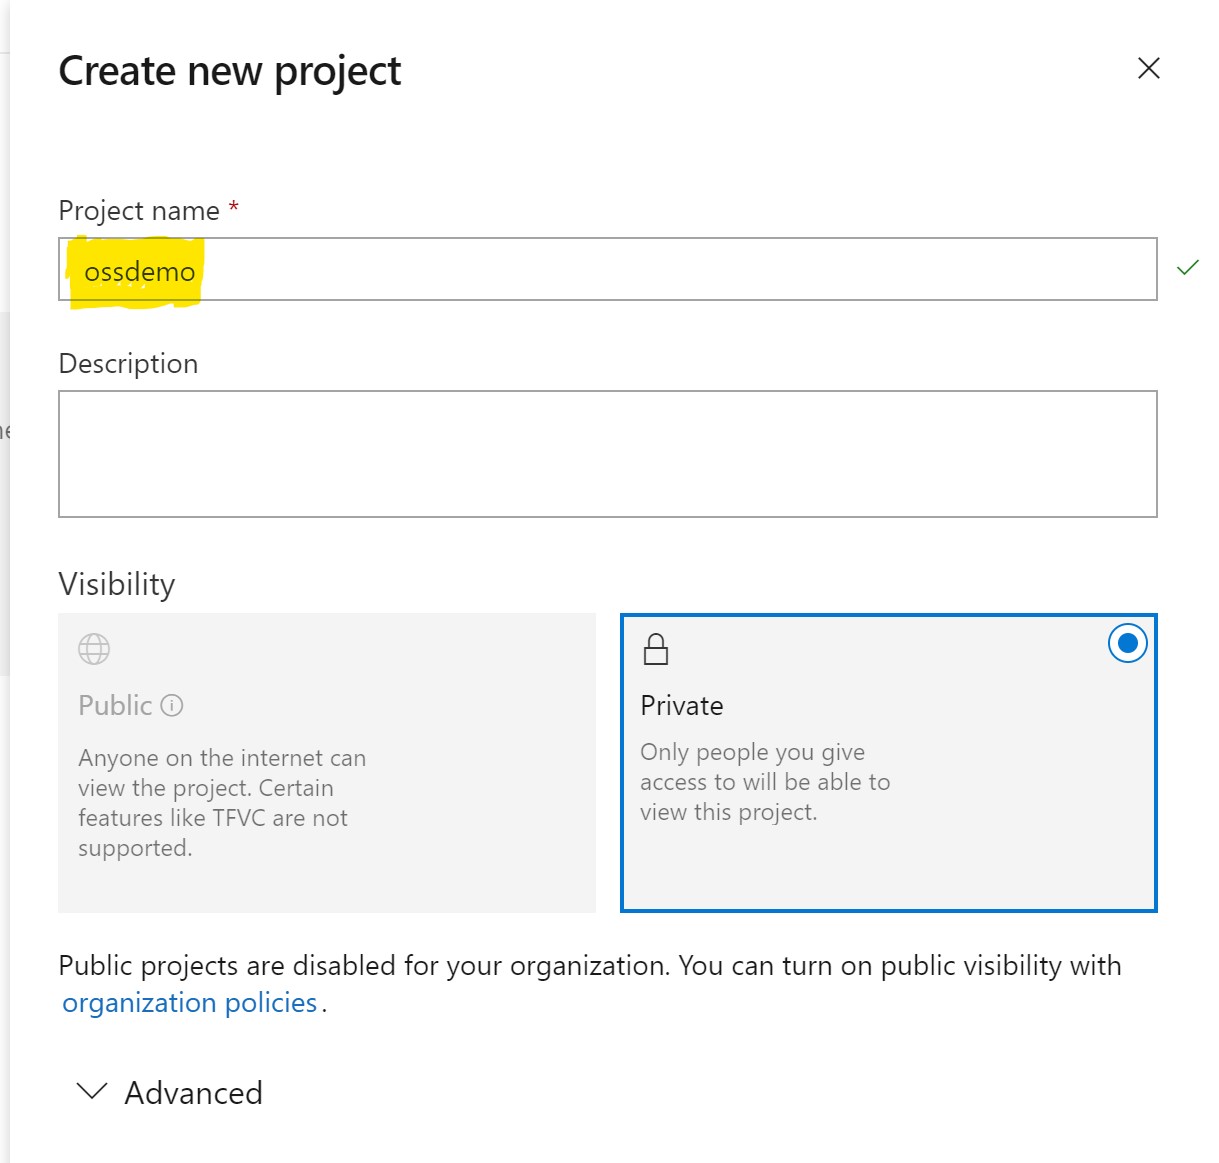 Create new project
Project name *
ossdemo
Description
Visibility
Public
Anyone on the internet can
view the project. Certain
features like TFVC are not
supported.
Private
Only people you give
access to will be able to
view this project.
Public projects are disabled for your organization. You can turn on public visibility with
organization policies.
Advanced